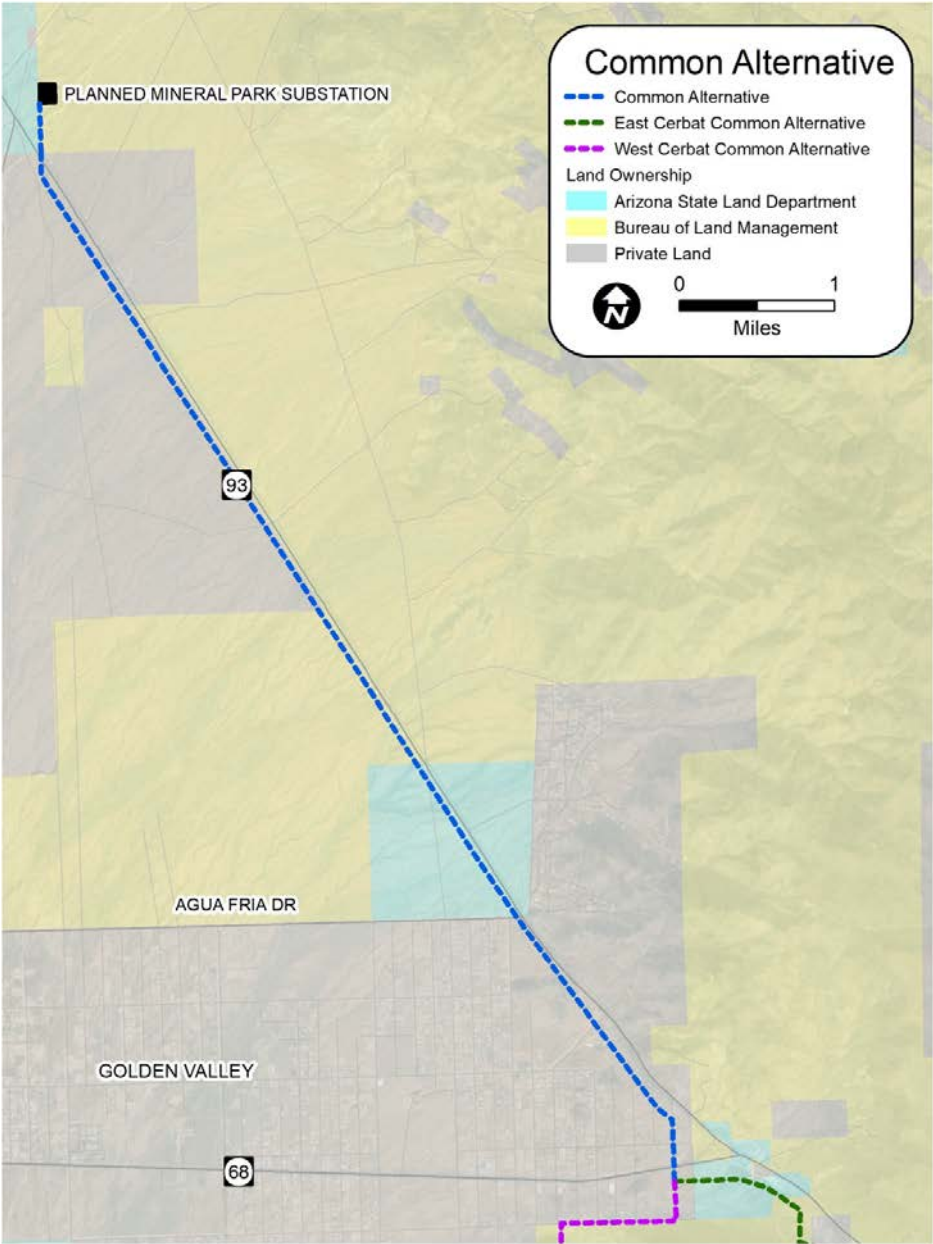 Common Alternative
PLANNED MINERAL PARK SUBSTATION
Common Alternative
East Cerbat Common Alternative
West Cerbat Common Alternative
Land Ownership
Arizona State Land Department
Bureau of Land Management
Private Land
N
0 1
Miles
93
AGUA FRIA DR
GOLDEN VALLEY
68